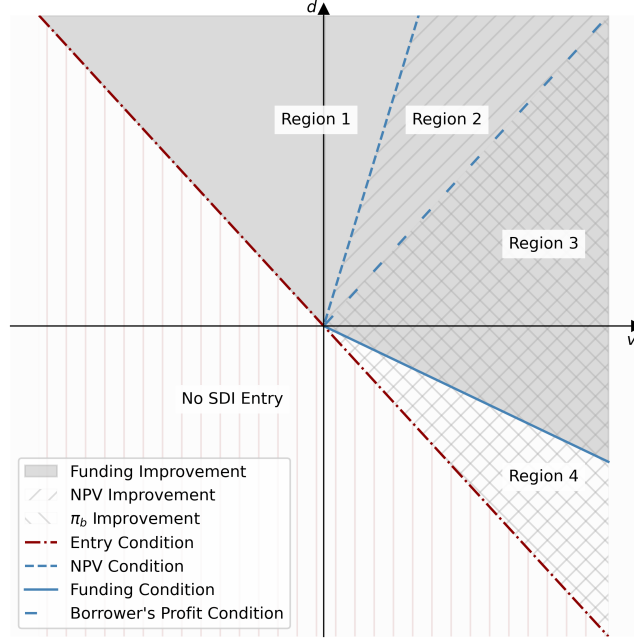 d
Region 1
Region 2
Region 3
v
No SDI Entry
Region 4
Funding Improvement
NPV Improvement
π_b Improvement
Entry Condition
NPV Condition
Funding Condition
Borrower's Profit Condition